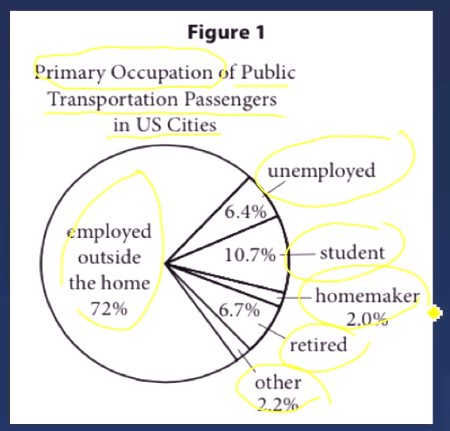 Figure 1
Primary Occupation of Public
Transportation Passengers
in US Cities
unemployed
6.4%
employed
outside
the home
72%
10.7%
student
homemaker
2.0%
6.7%
retired
other
2.2%